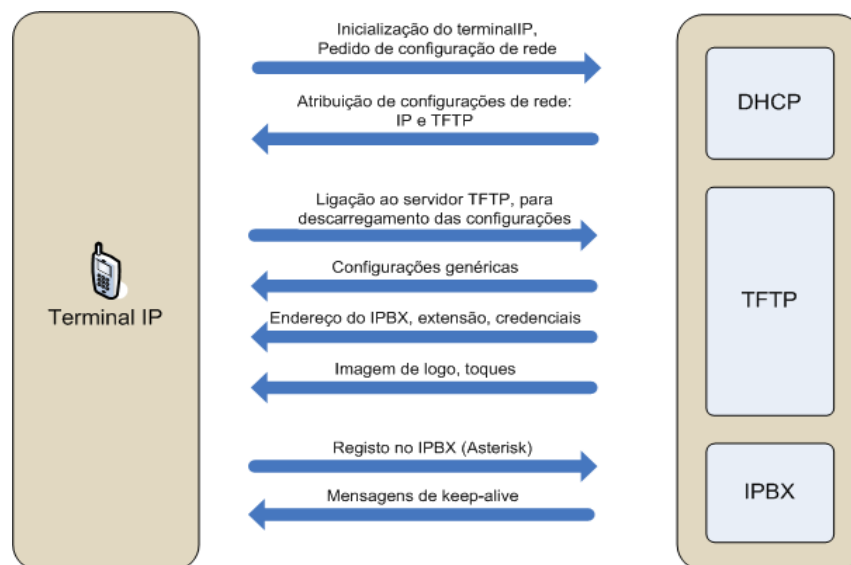 Inicialização do terminalIP,
Pedido de configuração de rede
Atribuição de configurações de rede:
IP e TFTP
DHCP
Ligação ao servidor TFTP, para
descarregamento das configurações
Configurações genéricas
Terminal IP
TFTP
Endereço do IPBX, extensão, credenciais
Imagem de logo, toques
Registo no IPBX (Asterisk)
Mensagens de keep-alive
IPBX